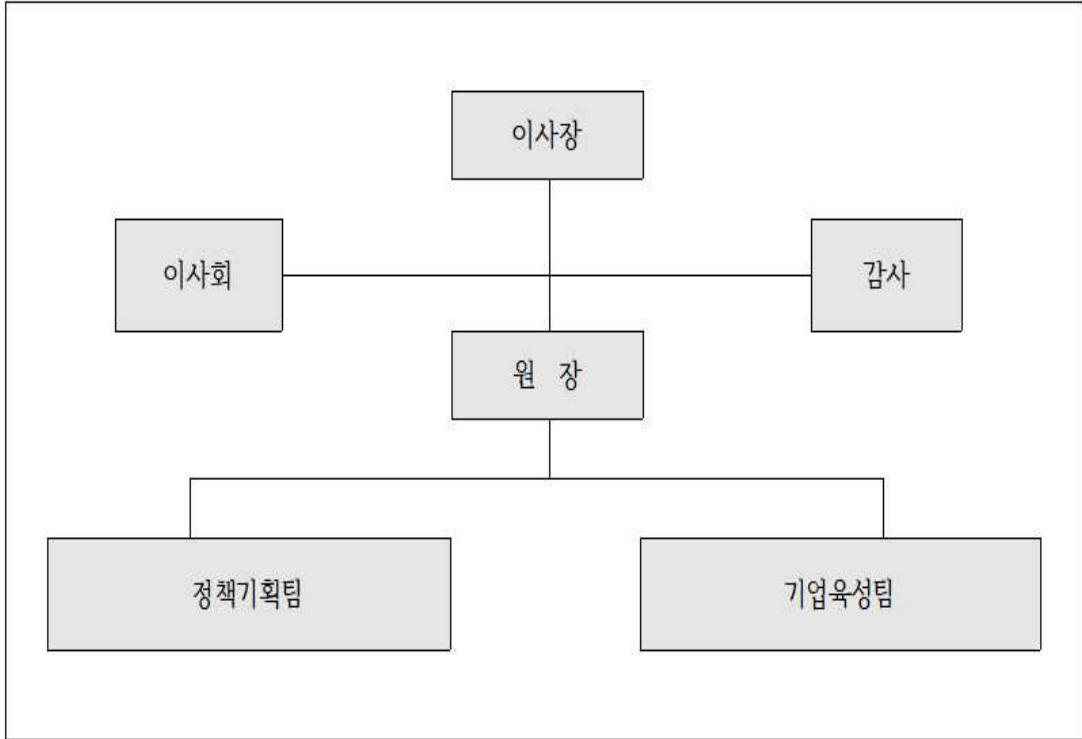 이사장
이사회
감사
원 장
정책기획팀
기업육성팀